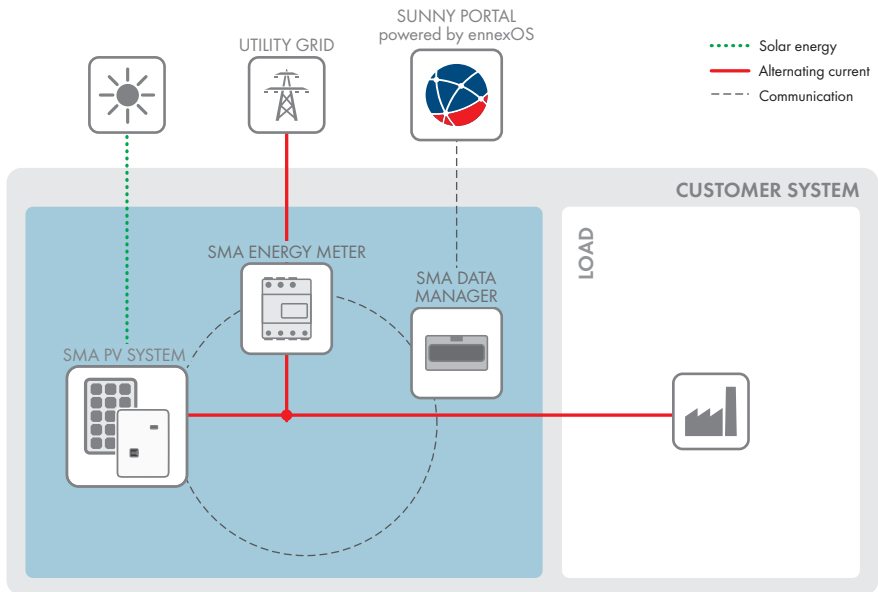 SUNNY PORTAL
powered by ennexOS
UTILITY GRID
Solar energy
Alternating current
Communication
CUSTOMER SYSTEM
LOAD
SMA ENERGY METER
SMA DATA
MANAGER
SMA PV SYSTEM